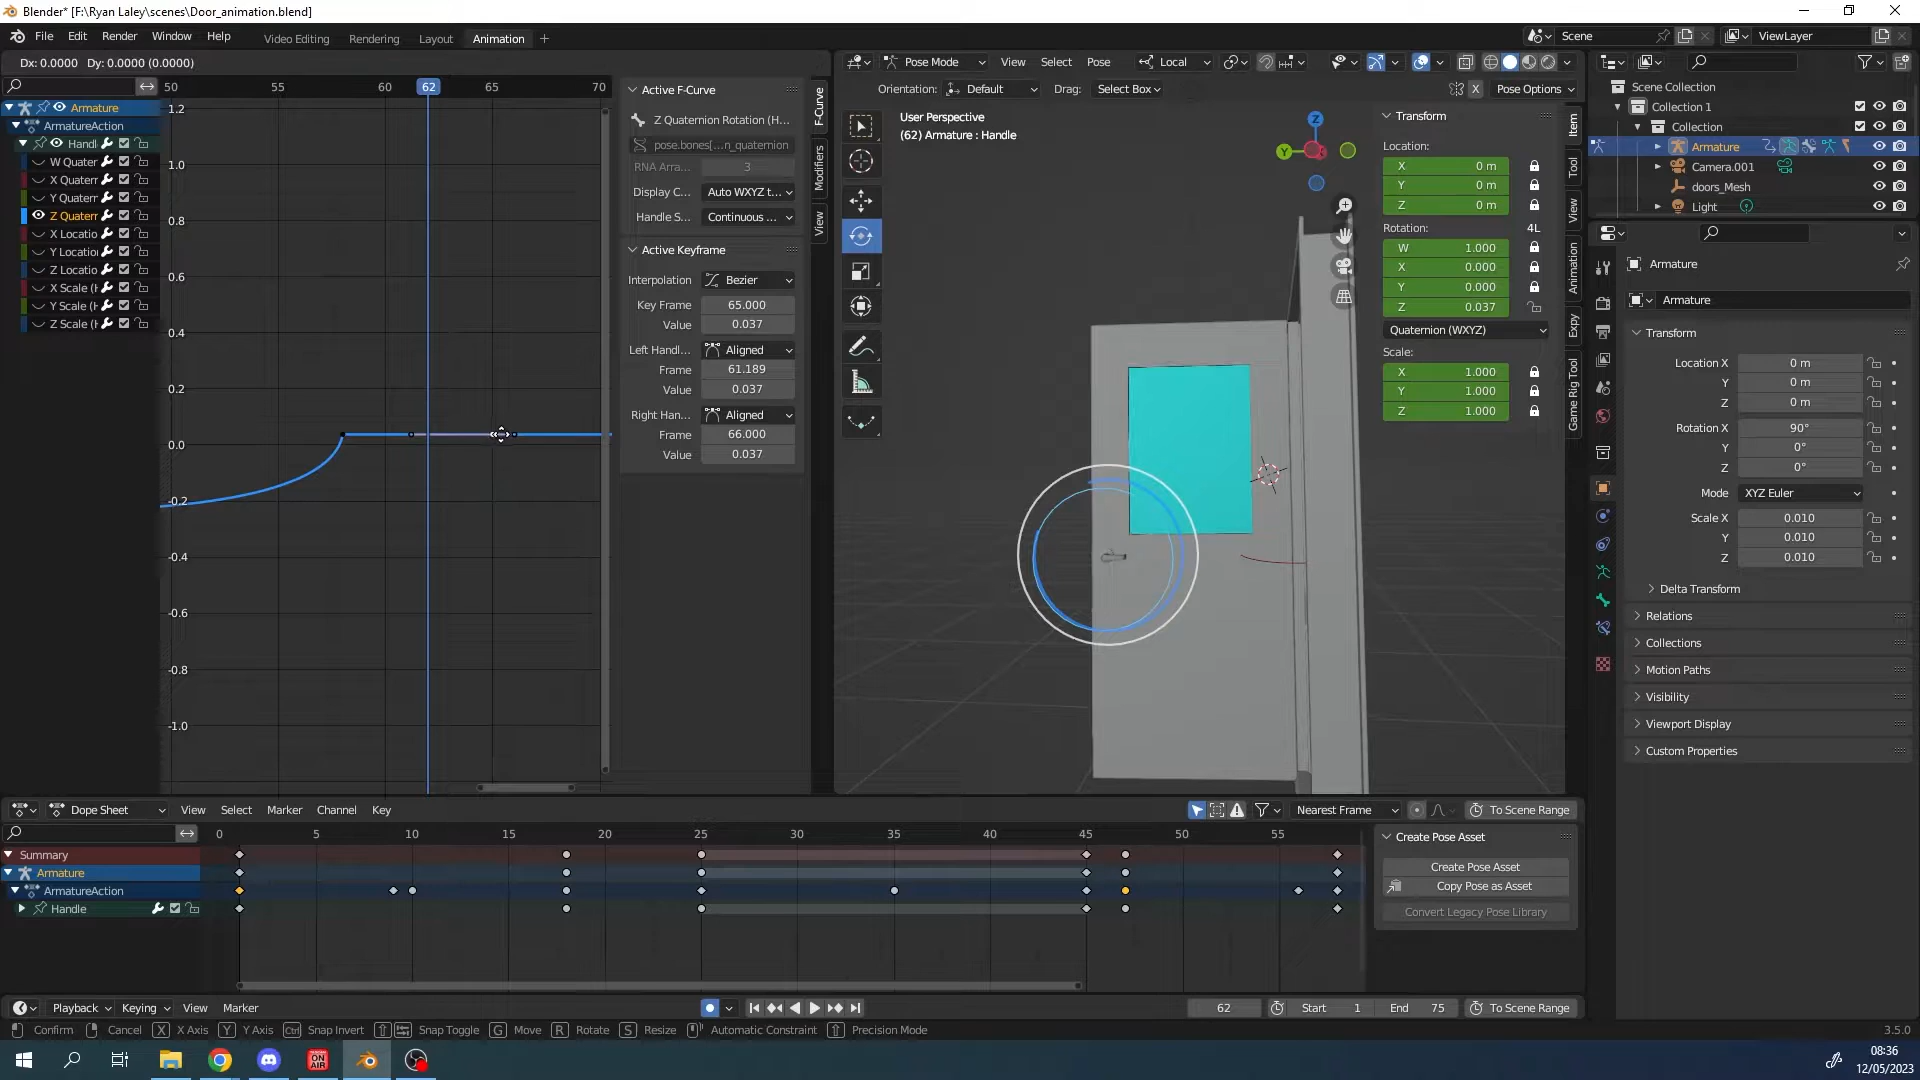 Blender* [F:\Ryan Laley\scenes\Door_animation.blend]
File Edit Render Window Help Video Editing Rendering Layout Animation
Scene ViewLayer
Dx: 0.0000 Dy: 0.0000 (0.0000)
Pose Mode View Select Pose Local
Orientation: Default Drag: Select Box X Pose Options
50 55 60 62 65 70
Armature
ArmatureAction
Handl
W Quater
X Quater
Y Quater
Z Quater
X Locatio
Y Locatio
Z Locatio
X Scale (H
Y Scale (H
Z Scale (H
1.2
1.0
0.8
0.6
0.4
0.2
0.0
-0.2
-0.4
-0.6
-0.8
-1.0
Active F-Curve
Z Quaternion Rotation (H...
pose.bones[...n_quaternion
RNA Arra... 3
Display C... Auto WXYZ t...
Handle S... Continuous ...
Active Keyframe
Interpolation Bezier
Key Frame 65.000
Value 0.037
Left Handl... Aligned
Frame 61.189
Value 0.037
Right Han... Aligned
Frame 66.000
Value 0.037
F-Curve
Modifiers
View
User Perspective
(62) Armature : Handle
Z
Y
Transform
Location:
X 0 m
Y 0 m
Z 0 m
Rotation: 4L
W 1.000
X 0.000
Y 0.000
Z 0.037
Quaternion (WXYZ)
Scale:
X 1.000
Y 1.000
Z 1.000
Item
Tool
View
Animation
Expy
Game Rig Tool
Scene Collection
Collection 1
Collection
Armature
Camera.001
doors_Mesh
Light
Armature
Armature
Transform
Location X 0 m
Y 0 m
Z 0 m
Rotation X 90°
Y 0°
Z 0°
Mode XYZ Euler
Scale X 0.010
Y 0.010
Z 0.010
Delta Transform
Relations
Collections
Motion Paths
Visibility
Viewport Display
Custom Properties
Dope Sheet View Select Marker Channel Key Nearest Frame To Scene Range
0 5 10 15 20 25 30 35 40 45 50 55
Summary
Armature
ArmatureAction
Handle
Create Pose Asset
Create Pose Asset
Copy Pose as Asset
Convert Legacy Pose Library
Playback Keying View Marker 62 Start 1 End 75 To Scene Range
Confirm Cancel X X Axis Y Y Axis Ctrl Snap Invert Snap Toggle G Move R Rotate S Resize Automatic Constraint Precision Mode 3.5.0
ON AIR
08:36
12/05/2023